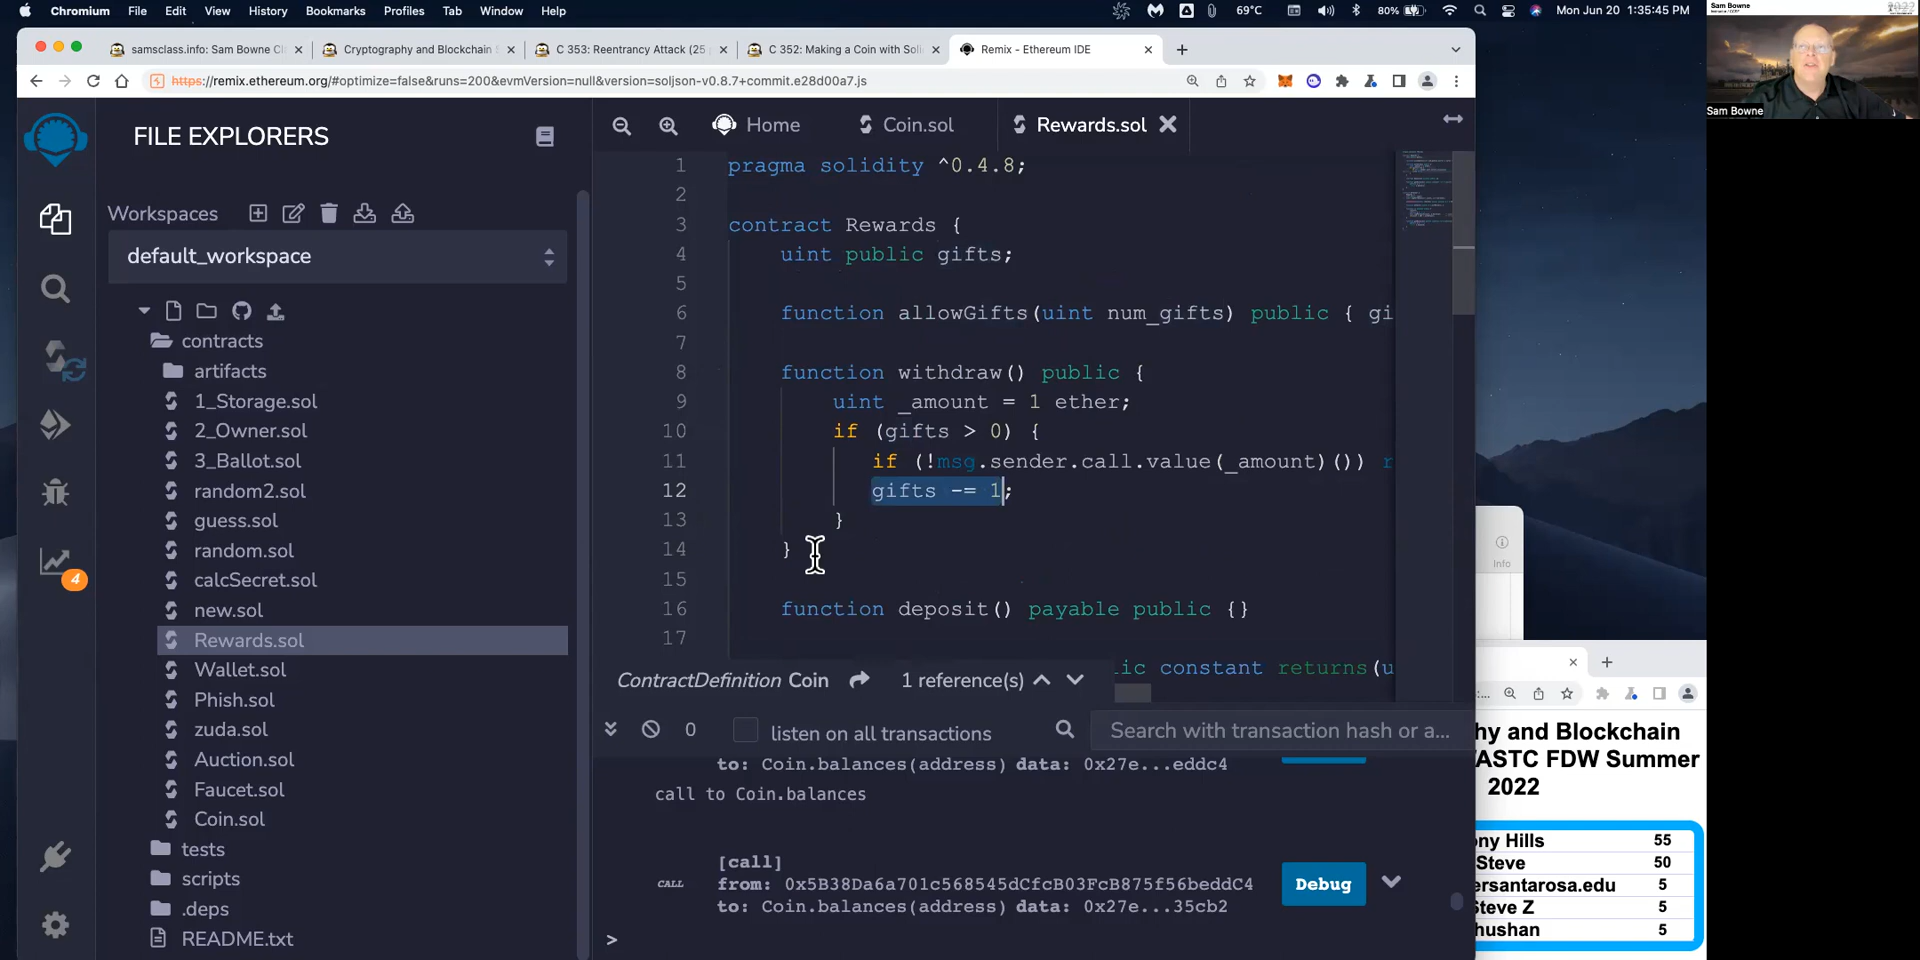 Chromium File Edit View History Bookmarks Profiles Tab Window Help
69°C 80% Mon Jun 20 1:35:45 PM
samsclass.info: Sam Bowne Cl
Cryptography and Blockchain
C 353: Reentrancy Attack (25
C 352: Making a Coin with Soli
Remix - Ethereum IDE
https://remix.ethereum.org/#optimize=false&runs=200&evmVersion=null&version=soljson-v0.8.7+commit.e28d00a7.js
Sam Bowne
Sam Bowne
FILE EXPLORERS
Workspaces
default_workspace
contracts
artifacts
1_Storage.sol
2_Owner.sol
3_Ballot.sol
random2.sol
guess.sol
random.sol
calcSecret.sol
new.sol
Rewards.sol
Wallet.sol
Phish.sol
zuda.sol
Auction.sol
Faucet.sol
Coin.sol
tests
scripts
.deps
README.txt
4
Home Coin.sol Rewards.sol
1 pragma solidity ^0.4.8;
2
3 contract Rewards {
4 uint public gifts;
5
6 function allowGifts(uint num_gifts) public { gi
7
8 function withdraw() public {
9 uint _amount = 1 ether;
10 if (gifts > 0) {
11 if (!msg.sender.call.value(_amount)()) r
12 gifts -= 1;
13 }
14 }
15
16 function deposit() payable public {}
17
lic constant returns(u
ContractDefinition Coin 1 reference(s)
0 listen on all transactions Search with transaction hash or a...
to: Coin.balances(address) data: 0x27e...eddc4
call to Coin.balances
[call]
CALL from: 0x5B38Da6a701c568545dCfcB03FcB875f56beddC4
to: Coin.balances(address) data: 0x27e...35cb2
Debug
>
Info
hy and Blockchain
ASTC FDW Summer
2022
ony Hills 55
Steve 50
ersantarosa.edu 5
Steve Z 5
hushan 5